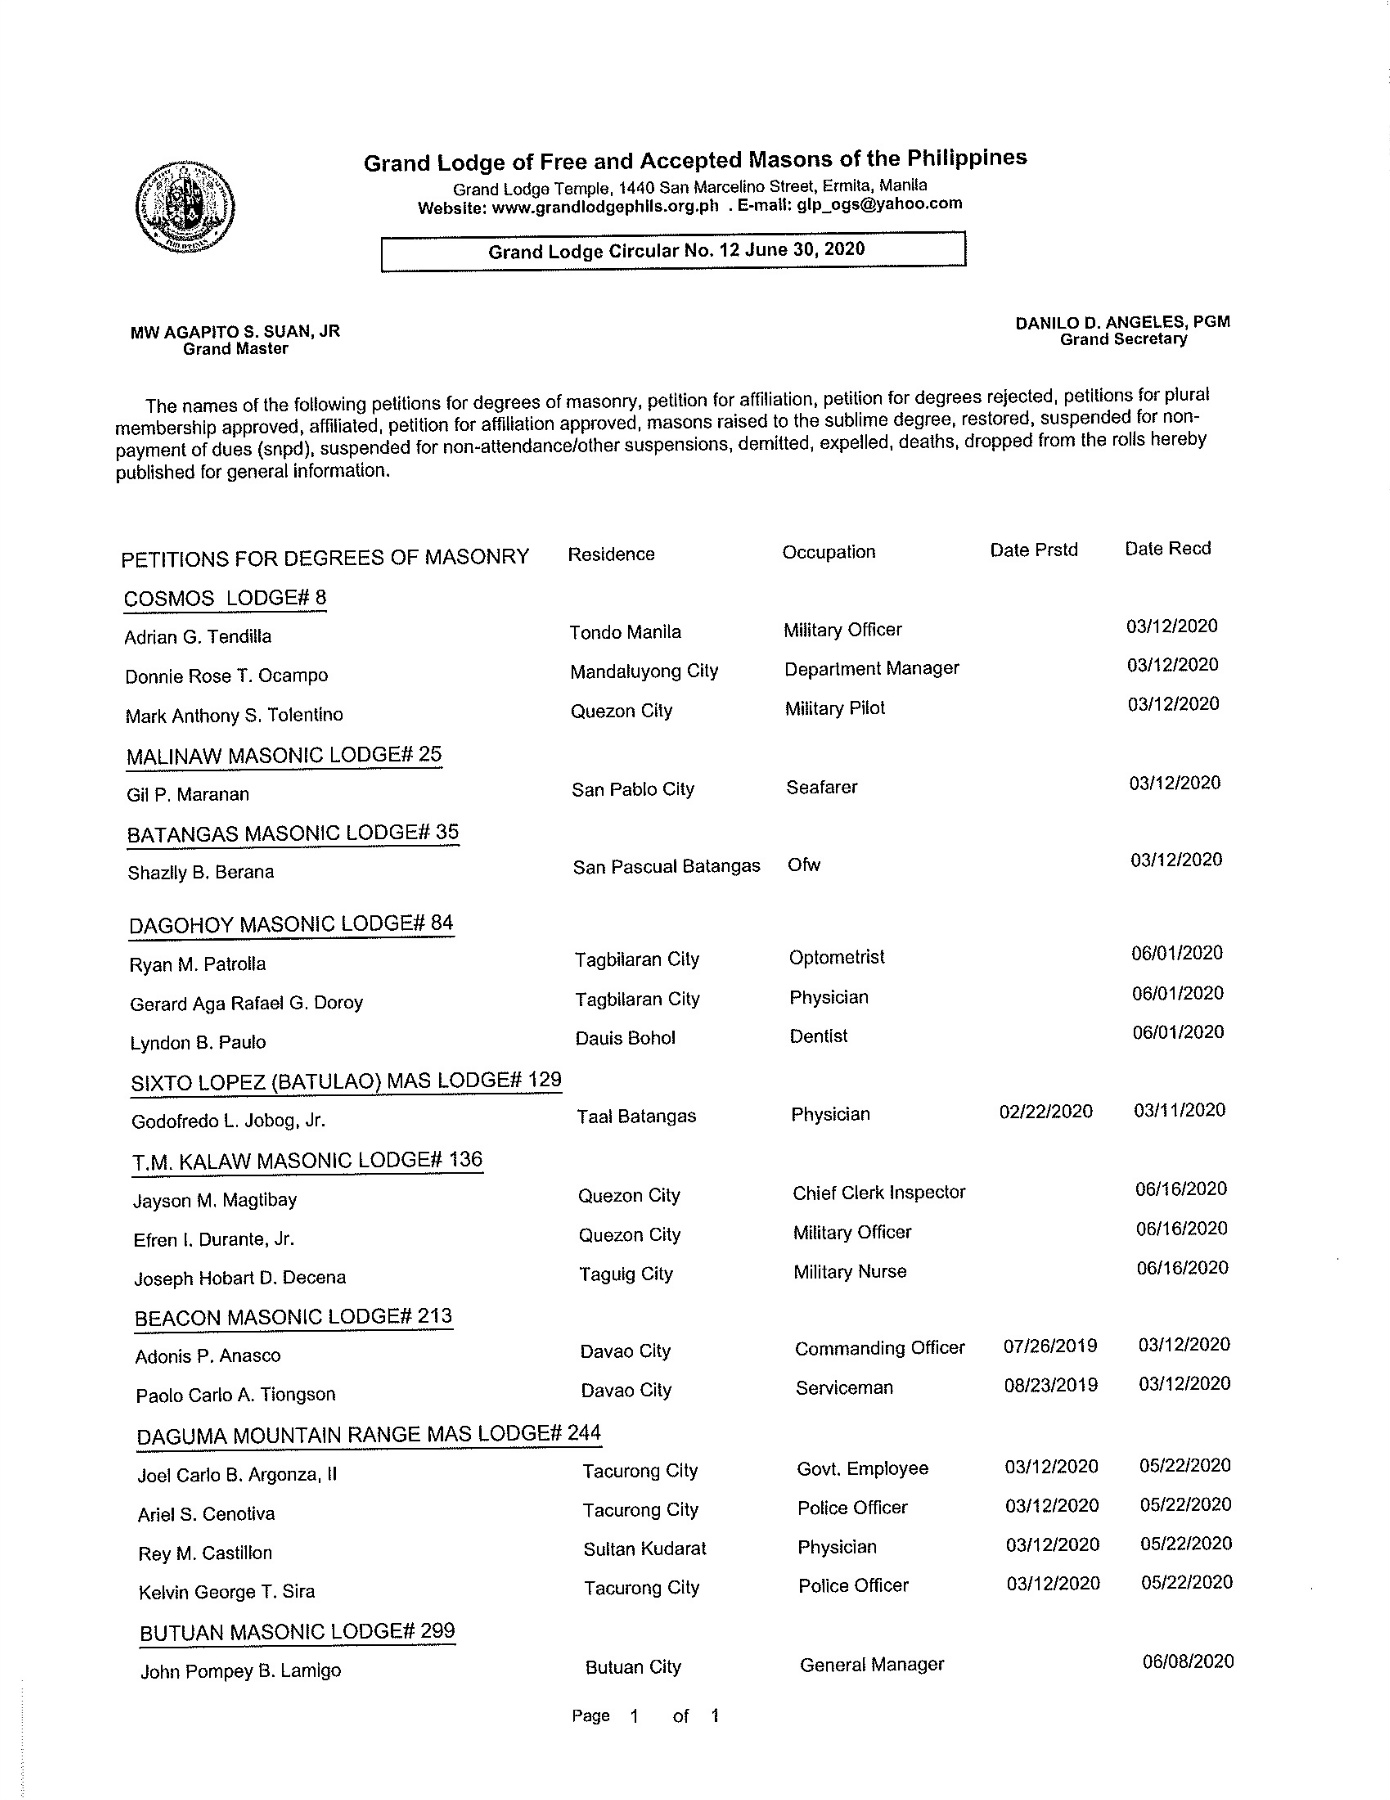 Grand Lodge of Free and Accepted Masons of the Philippines
Grand Lodge Temple, 1440 San Marcelino Street, Ermita, Manila
Website: www.grandlodgephils.org.ph . E-mail: glp_ogs@yahoo.com
Grand Lodge Circular No. 12 June 30, 2020
MW AGAPITO S. SUAN, JR
Grand Master
DANILO D. ANGELES, PGM
Grand Secretary
The names of the following petitions for degrees of masonry, petition for affiliation, petition for degrees rejected, petitions for plural
membership approved, affiliated, petition for affiliation approved, masons raised to the sublime degree, restored, suspended for non-
payment of dues (snpd), suspended for non-attendance/other suspensions, demitted, expelled, deaths, dropped from the rolls hereby
published for general information.
PETITIONS FOR DEGREES OF MASONRY Residence Occupation Date Prstd Date Recd
COSMOS LODGE# 8
Adrian G. Tendilla Tondo Manila Military Officer 03/12/2020
Donnie Rose T. Ocampo Mandaluyong City Department Manager 03/12/2020
Mark Anthony S. Tolentino Quezon City Military Pilot 03/12/2020
MALINAW MASONIC LODGE# 25
Gil P. Maranan San Pablo City Seafarer 03/12/2020
BATANGAS MASONIC LODGE# 35
Shazlly B. Berana San Pascual Batangas Ofw 03/12/2020
DAGOHOY MASONIC LODGE# 84
Ryan M. Patrolla Tagbilaran City Optometrist 06/01/2020
Gerard Aga Rafael G. Doroy Tagbilaran City Physician 06/01/2020
Lyndon B. Paulo Dauis Bohol Dentist 06/01/2020
SIXTO LOPEZ (BATULAO) MAS LODGE# 129
Godofredo L. Jobog, Jr. Taal Batangas Physician 02/22/2020 03/11/2020
T.M. KALAW MASONIC LODGE# 136
Jayson M. Magtibay Quezon City Chief Clerk Inspector 06/16/2020
Efren I. Durante, Jr. Quezon City Military Officer 06/16/2020
Joseph Hobart D. Decena Taguig City Military Nurse 06/16/2020
BEACON MASONIC LODGE# 213
Adonis P. Anasco Davao City Commanding Officer 07/26/2019 03/12/2020
Paolo Carlo A. Tiongson Davao City Serviceman 08/23/2019 03/12/2020
DAGUMA MOUNTAIN RANGE MAS LODGE# 244
Joel Carlo B. Argonza, II Tacurong City Govt. Employee 03/12/2020 05/22/2020
Ariel S. Cenotiva Tacurong City Police Officer 03/12/2020 05/22/2020
Rey M. Castillon Sultan Kudarat Physician 03/12/2020 05/22/2020
Kelvin George T. Sira Tacurong City Police Officer 03/12/2020 05/22/2020
BUTUAN MASONIC LODGE# 299
John Pompey B. Lamigo Butuan City General Manager 06/08/2020
Page 1 of 1